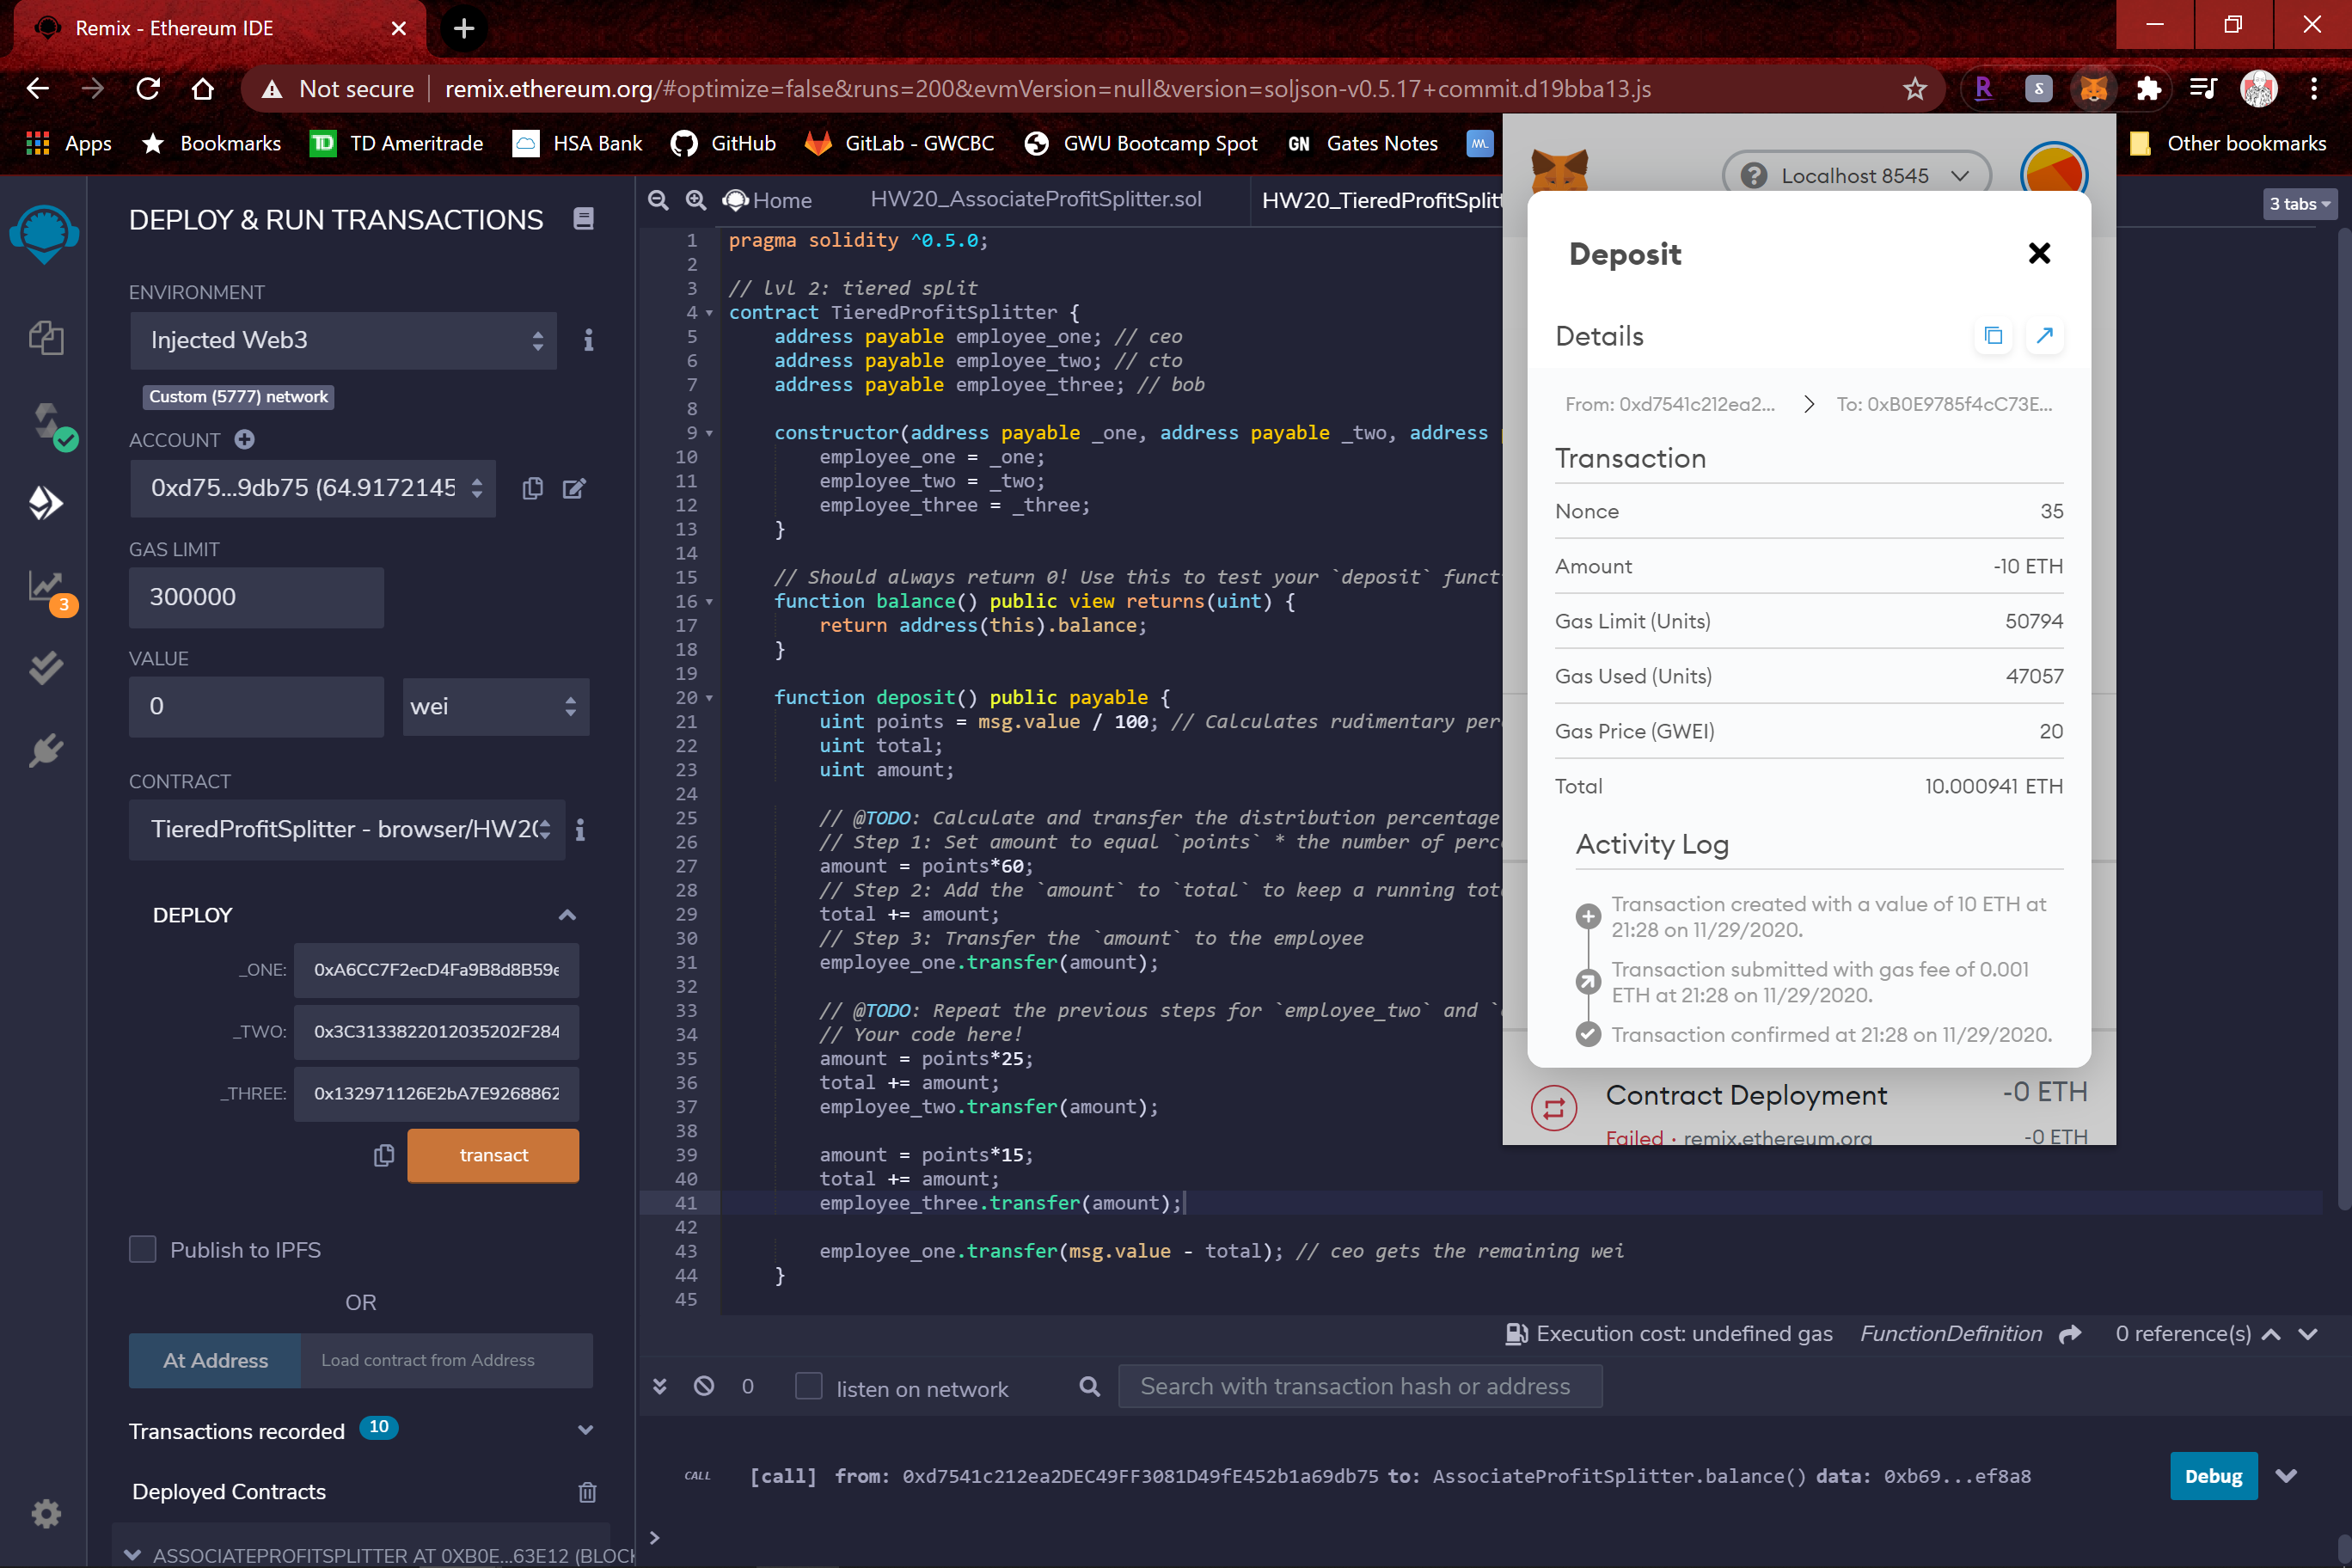 Remix - Ethereum IDE
Not secure
remix.ethereum.org/#optimize=false&runs=200&evmVersion=null&version=soljson-v0.5.17+commit.d19bba13.js
Apps
Bookmarks
TD Ameritrade
HSA Bank
GitHub
GitLab - GWCBC
GWU Bootcamp Spot
GN Gates Notes
Other bookmarks
DEPLOY & RUN TRANSACTIONS
ENVIRONMENT
Injected Web3
Custom (5777) network
ACCOUNT
0xd75...9db75 (64.9172145
GAS LIMIT
300000
3
VALUE
0
wei
CONTRACT
TieredProfitSplitter - browser/HW20
DEPLOY
_ONE:
0xA6CC7F2ecD4Fa9B8d8B59e
_TWO:
0x3C3133822012035202F284
_THREE:
0x132971126E2bA7E9268862
transact
Publish to IPFS
OR
At Address
Load contract from Address
Transactions recorded 10
Deployed Contracts
ASSOCIATEPROFITSPLITTER AT 0XB0E...63E12 (BLOCK
Home
HW20_AssociateProfitSplitter.sol
HW20_TieredProfitSplitt
3 tabs
1 pragma solidity ^0.5.0;
2
3 // lvl 2: tiered split
4 contract TieredProfitSplitter {
5 address payable employee_one; // ceo
6 address payable employee_two; // cto
7 address payable employee_three; // bob
8
9 constructor(address payable _one, address payable _two, address
10 employee_one = _one;
11 employee_two = _two;
12 employee_three = _three;
13 }
14
15 // Should always return 0! Use this to test your `deposit` funct
16 function balance() public view returns(uint) {
17 return address(this).balance;
18 }
19
20 function deposit() public payable {
21 uint points = msg.value / 100; // Calculates rudimentary per
22 uint total;
23 uint amount;
24
25 // @TODO: Calculate and transfer the distribution percentage
26 // Step 1: Set amount to equal `points` * the number of perc
27 amount = points*60;
28 // Step 2: Add the `amount` to `total` to keep a running tot
29 total += amount;
30 // Step 3: Transfer the `amount` to the employee
31 employee_one.transfer(amount);
32
33 // @TODO: Repeat the previous steps for `employee_two` and `
34 // Your code here!
35 amount = points*25;
36 total += amount;
37 employee_two.transfer(amount);
38
39 amount = points*15;
40 total += amount;
41 employee_three.transfer(amount);
42
43 employee_one.transfer(msg.value - total); // ceo gets the remaining wei
44 }
45
Execution cost: undefined gas
FunctionDefinition
0 reference(s)
0
listen on network
Search with transaction hash or address
CALL
[call] from: 0xd7541c212ea2DEC49FF3081D49fE452b1a69db75 to: AssociateProfitSplitter.balance() data: 0xb69...ef8a8
Debug
>
Localhost 8545
Deposit
Details
From: 0xd7541c212ea2...
To: 0xB0E9785f4cC73E...
Transaction
Nonce 35
Amount -10 ETH
Gas Limit (Units) 50794
Gas Used (Units) 47057
Gas Price (GWEI) 20
Total 10.000941 ETH
Activity Log
Transaction created with a value of 10 ETH at
21:28 on 11/29/2020.
Transaction submitted with gas fee of 0.001
ETH at 21:28 on 11/29/2020.
Transaction confirmed at 21:28 on 11/29/2020.
Contract Deployment
-0 ETH
Failed · remix.ethereum.org
-0 ETH